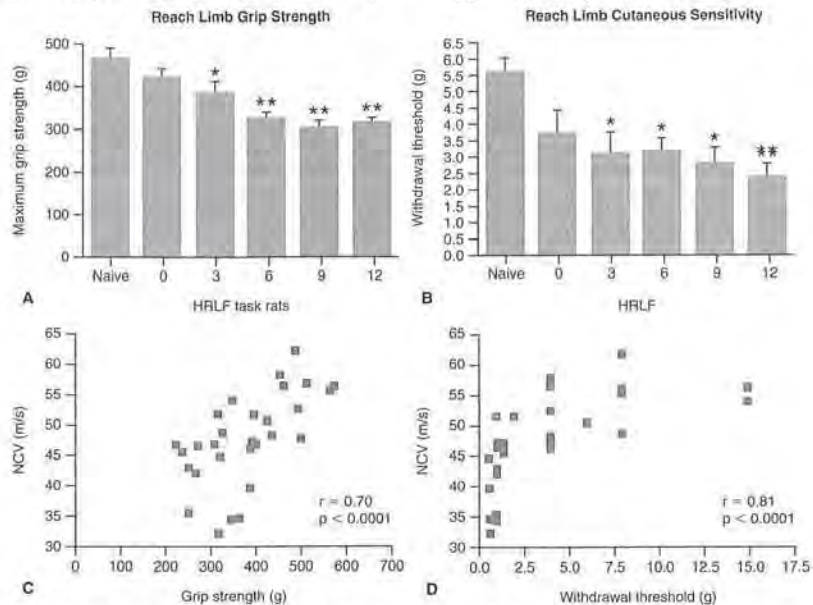 Reach Limb Grip Strength
Maximum grip strength (g)
500
400
300
200
100
0
*
**
**
**
Naive 0 3 6 9 12
A
HRLF task rats
Reach Limb Cutaneous Sensitivity
Withdrawal threshold (g)
6.5
6.0
5.5
5.0
4.5
4.0
3.5
3.0
2.5
2.0
1.5
1.0
0.5
0.0
*
*
*
**
Naive 0 3 6 9 12
B
HRLF
NCV (m/s)
65
60
55
50
45
40
35
30
r = 0.70
p < 0.0001
0 100 200 300 400 500 600 700
C
Grip strength (g)
NCV (m/s)
65
60
55
50
45
40
35
30
r = 0.81
p < 0.0001
0.0 2.5 5.0 7.5 10.0 12.5 15.0 17.5
D
Withdrawal threshold (g)